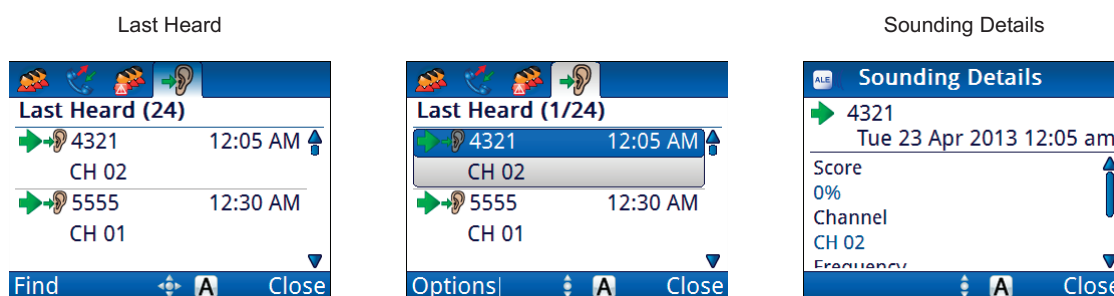 Last Heard
Sounding Details
Last Heard (24)
4321 12:05 AM
CH 02
5555 12:30 AM
CH 01
Find A Close
Last Heard (1/24)
4321 12:05 AM
CH 02
5555 12:30 AM
CH 01
Options A Close
ALE Sounding Details
4321
Tue 23 Apr 2013 12:05 am
Score
0%
Channel
CH 02
Frequency
A Close